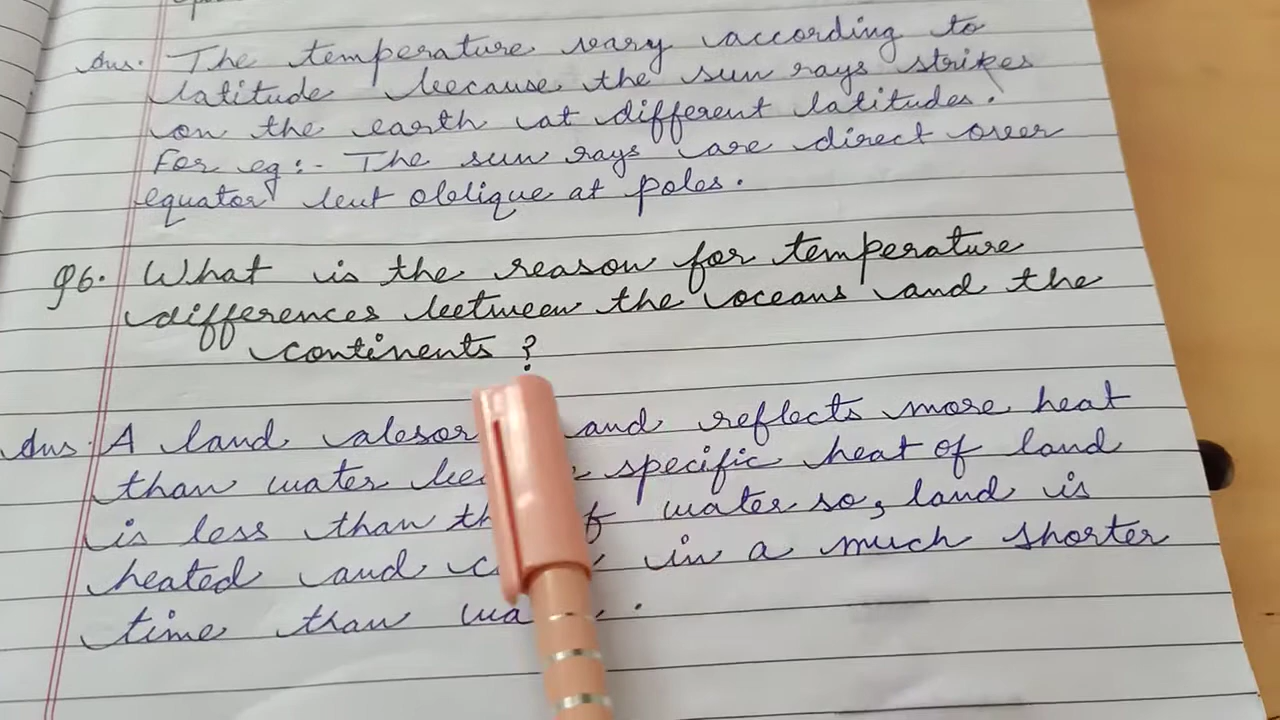 Ans. The temperature vary according to
latitude because the sun rays strikes
on the earth at different latitudes.
For eg:- The sun rays are direct over
equator but oblique at poles.
Q6. What is the reason for temperature
differences between the oceans and the
continents?
Ans. A land and reflects more heat
than water specific heat of land
is less than water so, land is
heated and in a much shorter
time than